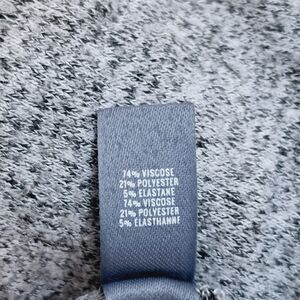 74% VISCOSE
21% POLYESTER
5% ELASTANE
74% VISCOSE
21% POLYESTER
5% ELASTHANNE